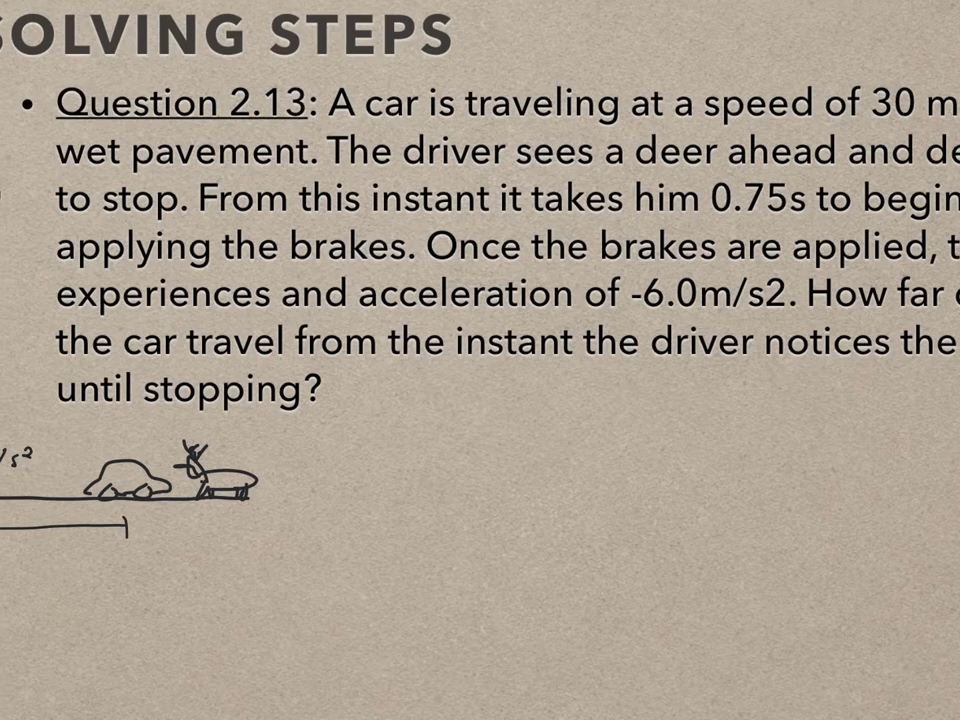 SOLVING STEPS
• Question 2.13: A car is traveling at a speed of 30 m
wet pavement. The driver sees a deer ahead and de
to stop. From this instant it takes him 0.75s to begin
applying the brakes. Once the brakes are applied, t
experiences and acceleration of -6.0m/s2. How far
the car travel from the instant the driver notices the
until stopping?
/s²